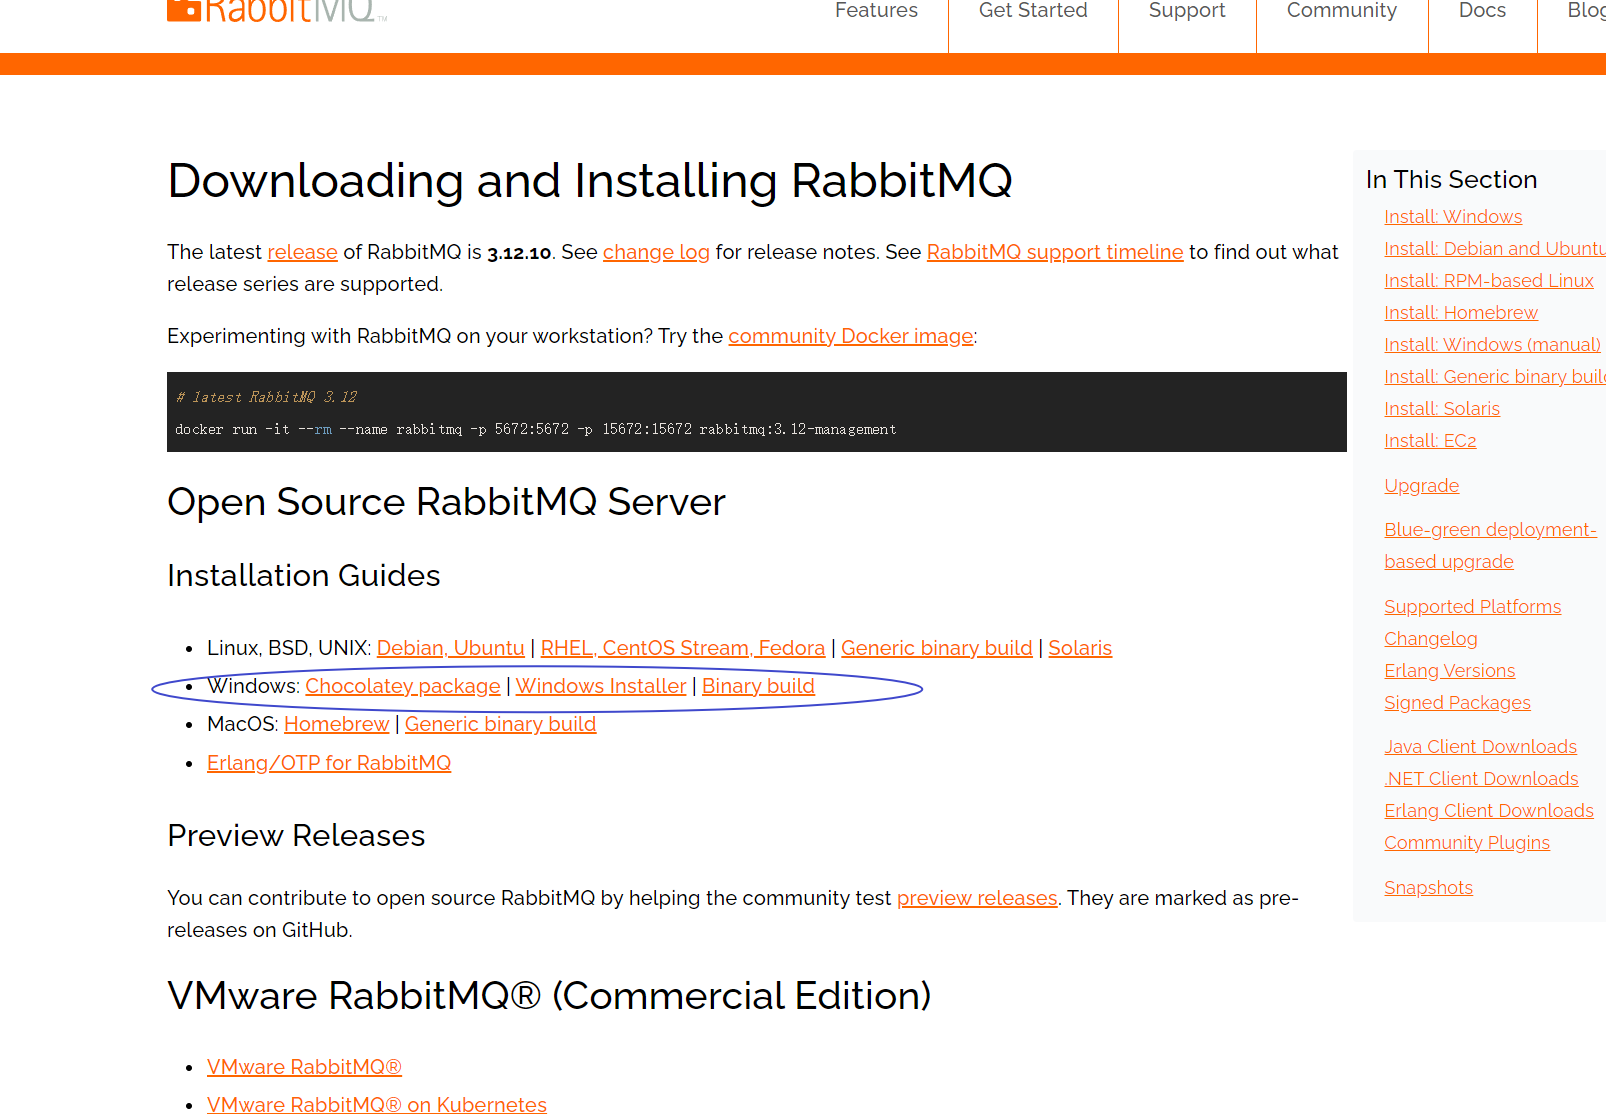 RabbitMQ™
Features
Get Started
Support
Community
Docs
Blog
Downloading and Installing RabbitMQ
The latest release of RabbitMQ is 3.12.10. See change log for release notes. See RabbitMQ support timeline to find out what
release series are supported.
Experimenting with RabbitMQ on your workstation? Try the community Docker image:
# latest RabbitMQ 3.12
docker run -it --rm --name rabbitmq -p 5672:5672 -p 15672:15672 rabbitmq:3.12-management
Open Source RabbitMQ Server
Installation Guides
• Linux, BSD, UNIX: Debian, Ubuntu | RHEL, CentOS Stream, Fedora | Generic binary build | Solaris
• Windows: Chocolatey package | Windows Installer | Binary build
• MacOS: Homebrew | Generic binary build
• Erlang/OTP for RabbitMQ
Preview Releases
You can contribute to open source RabbitMQ by helping the community test preview releases. They are marked as pre-
releases on GitHub.
VMware RabbitMQ® (Commercial Edition)
• VMware RabbitMQ®
• VMware RabbitMQ® on Kubernetes
In This Section
Install: Windows
Install: Debian and Ubuntu
Install: RPM-based Linux
Install: Homebrew
Install: Windows (manual)
Install: Generic binary build
Install: Solaris
Install: EC2
Upgrade
Blue-green deployment-
based upgrade
Supported Platforms
Changelog
Erlang Versions
Signed Packages
Java Client Downloads
.NET Client Downloads
Erlang Client Downloads
Community Plugins
Snapshots